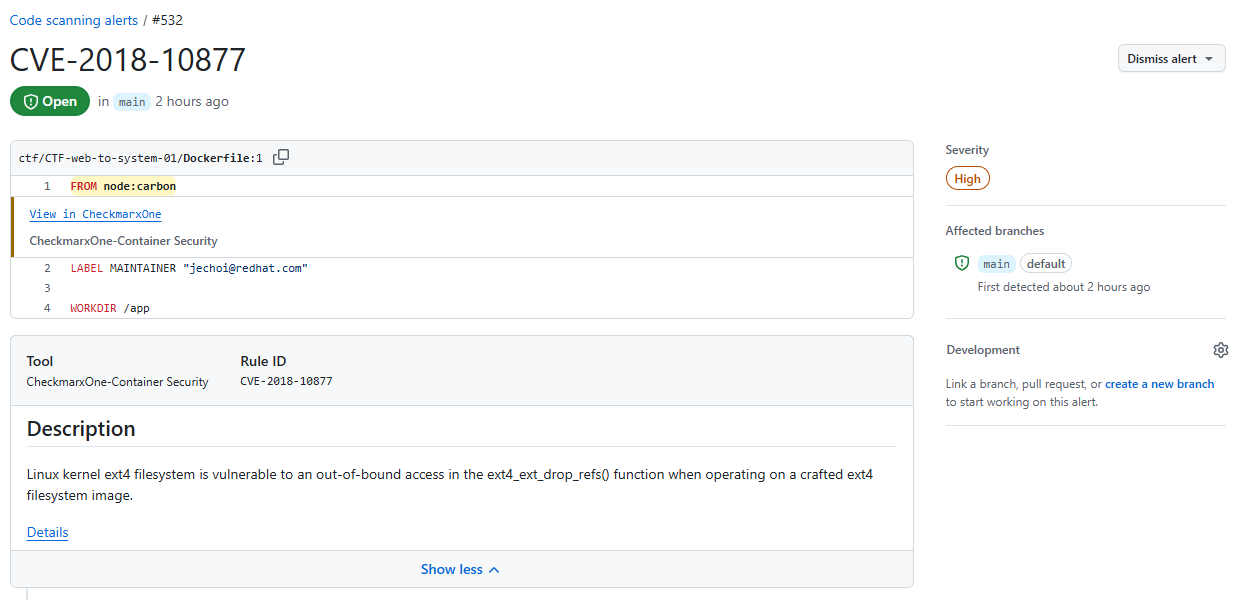 Code scanning alerts / #532
CVE-2018-10877
Dismiss alert
Open in main 2 hours ago
ctf/CTF-web-to-system-01/Dockerfile:1
1 FROM node:carbon
View in CheckmarxOne
CheckmarxOne-Container Security
2 LABEL MAINTAINER "jechoi@redhat.com"
3
4 WORKDIR /app
Tool
CheckmarxOne-Container Security
Rule ID
CVE-2018-10877
Description
Linux kernel ext4 filesystem is vulnerable to an out-of-bound access in the ext4_ext_drop_refs() function when operating on a crafted ext4
filesystem image.
Details
Show less
Severity
High
Affected branches
main default
First detected about 2 hours ago
Development
Link a branch, pull request, or create a new branch
to start working on this alert.